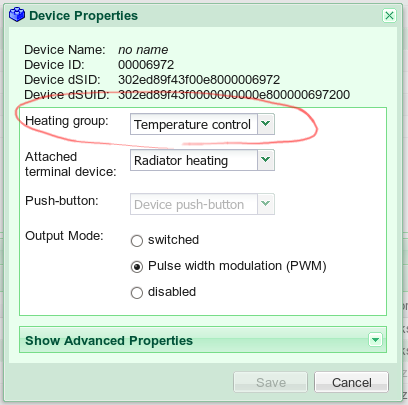 Device Properties
Device Name: no name
Device ID: 00006972
Device dSID: 302ed89f43f00e8000006972
Device dSUID: 302ed89f43f0000000000e800000697200
Heating group: Temperature control
Attached
terminal device: Radiator heating
Push-button: Device push-button
Output Mode: switched
Pulse width modulation (PWM)
disabled
Show Advanced Properties
Save Cancel